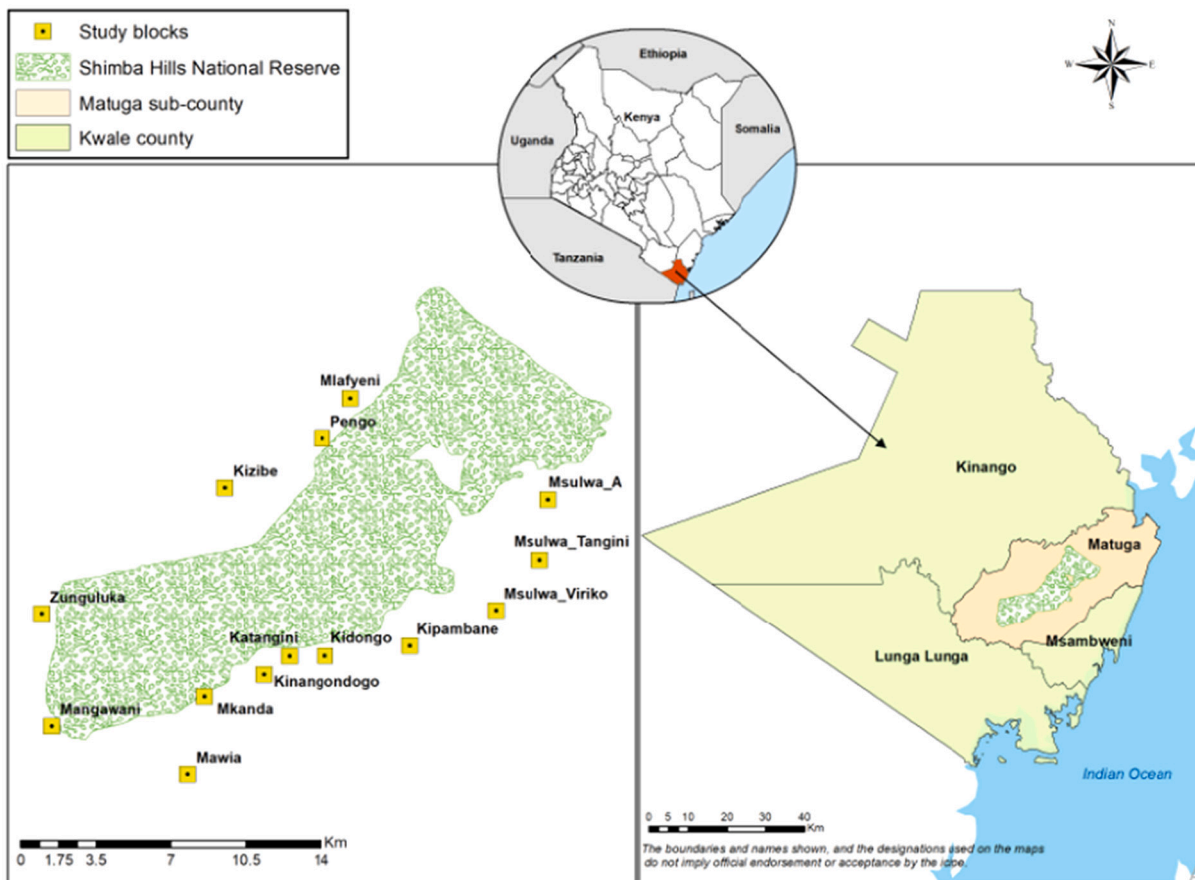 Study blocks
Shimba Hills National Reserve
Matuga sub-county
Kwale county
Ethiopia
Kenya
Uganda
Somalia
Tanzania
N
W
E
S
Mlafyeni
Pengo
Kizibe
Msulwa_A
Msulwa_Tangini
Msulwa_Viriko
Zunguluka
Katangini
Kidongo
Kipambane
Kinangondogo
Mangawani
Mkanda
Mawia
Km
0 1.75 3.5 7 10.5 14
Kinango
Matuga
Msambweni
Lunga Lunga
Indian Ocean
0 5 10 20 30 40
Km
The boundaries and names shown, and the designations used on the maps
do not imply official endorsement or acceptance by the icipe.